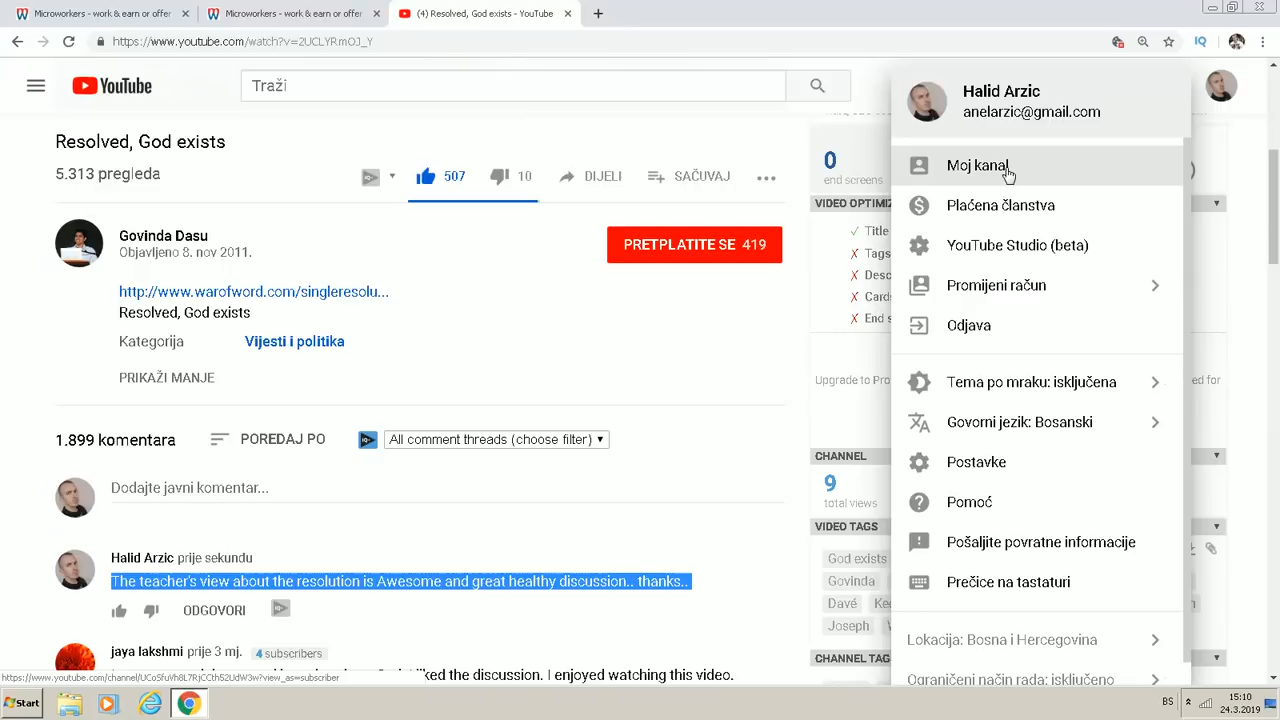 Microworkers - work & earn or offer
Microworkers - work & earn or offer
(4) Resolved, God exists - YouTube
https://www.youtube.com/watch?v=2UCLYRmOJ_Y
IQ
YouTube
Traži
Resolved, God exists
5.313 pregleda
507
10
DIJELI
SAČUVAJ
Govinda Dasu
Objavljeno 8. nov 2011.
PRETPLATITE SE 419
http://www.warofword.com/singleresolu...
Resolved, God exists
Kategorija
Vijesti i politika
PRIKAŽI MANJE
1.899 komentara
POREDAJ PO
All comment threads (choose filter)
Dodajte javni komentar...
Halid Arzic prije sekundu
The teacher's view about the resolution is Awesome and great healthy discussion.. thanks..
ODGOVORI
jaya lakshmi prije 3 mj.
4 subscribers
ked the discussion. I enjoyed watching this video.
https://www.youtube.com/channel/UCoSfuVh8L7RjCCth52UdW3w?view_as=subscriber
0
end screens
VIDEO OPTIMIZ
Title
Tags
Desc
Card
End s
Upgrade to Pro
ed for
CHANNEL
9
total views
VIDEO TAGS
God exists
Govinda
Davé
Ke
Joseph
CHANNEL TAG
Halid Arzic
anelarzic@gmail.com
Moj kanal
Plaćena članstva
YouTube Studio (beta)
Promijeni račun
Odjava
Tema po mraku: isključena
Govorni jezik: Bosanski
Postavke
Pomoć
Pošaljite povratne informacije
Prečice na tastaturi
Lokacija: Bosna i Hercegovina
Ograničeni način rada: isključeno
Start
BS
15:10
24.3.2019